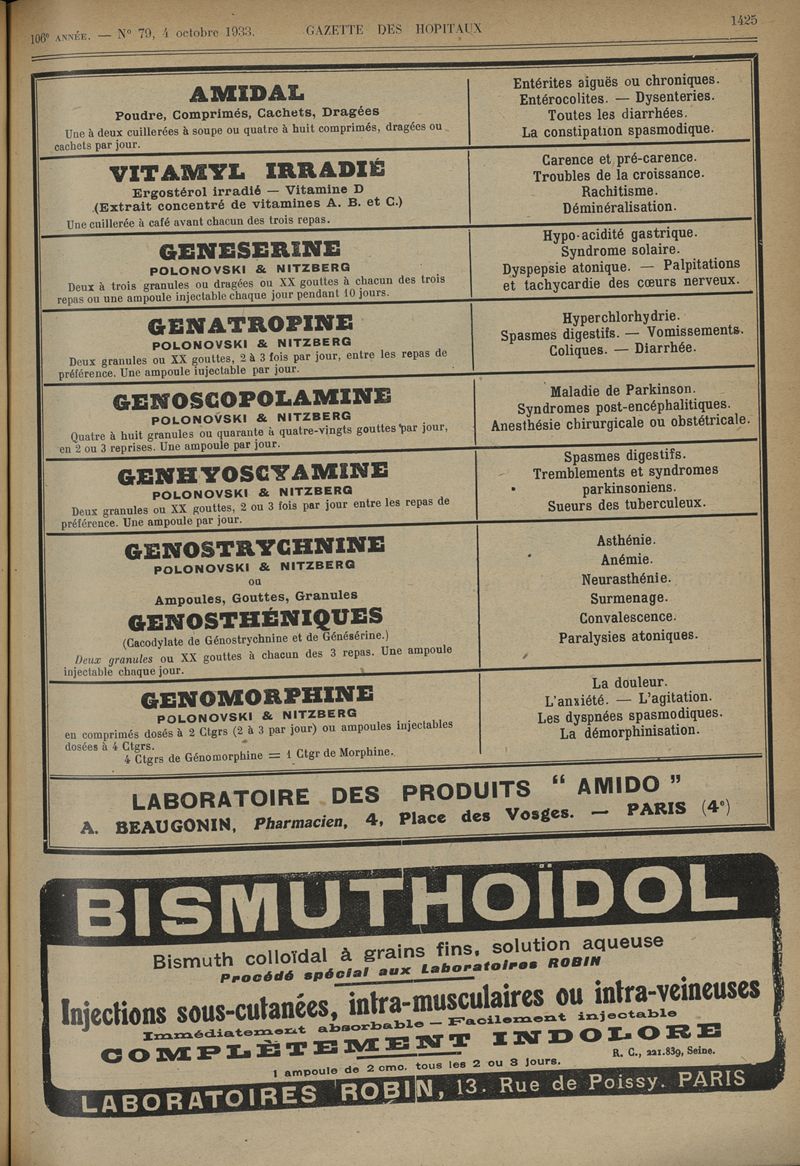 106e ANNÉE. — N° 79, 4 octobre 1933. GAZETTE DES HOPITAUX 1425
AMIDAL
Poudre, Comprimés, Cachets, Dragées
Une à deux cuillerées à soupe ou quatre à huit comprimés, dragées ou
cachets par jour.
Entérites aiguës ou chroniques.
Entérocolites. — Dysenteries.
Toutes les diarrhées.
La constipation spasmodique.
VITAMYL IRRADIÉ
Ergostérol irradié — Vitamine D
(Extrait concentré de vitamines A. B. et C.)
Une cuillerée à café avant chacun des trois repas.
Carence et pré-carence.
Troubles de la croissance.
Rachitisme.
Déminéralisation.
GENESERINE
POLONOVSKI & NITZBERG
Deux à trois granules ou dragées ou XX gouttes à chacun des trois
repas ou une ampoule injectable chaque jour pendant 10 jours.
Hypo-acidité gastrique.
Syndrome solaire.
Dyspepsie atonique. — Palpitations
et tachycardie des cœurs nerveux.
GENATROPINE
POLONOVSKI & NITZBERG
Deux granules ou XX gouttes, 2 à 3 fois par jour, entre les repas de
préférence. Une ampoule injectable par jour.
Hyperchlorhydrie.
Spasmes digestifs. — Vomissements.
Coliques. — Diarrhée.
GENOSCOPOLAMINE
POLONOVSKI & NITZBERG
Quatre à huit granules ou quarante à quatre-vingts gouttes par jour,
en 2 ou 3 reprises. Une ampoule par jour.
Maladie de Parkinson.
Syndromes post-encéphalitiques.
Anesthésie chirurgicale ou obstétricale.
GENHYOSCYAMINE
POLONOVSKI & NITZBERG
Deux granules ou XX gouttes, 2 ou 3 fois par jour entre les repas de
préférence. Une ampoule par jour.
Spasmes digestifs.
Tremblements et syndromes
parkinsoniens.
Sueurs des tuberculeux.
GENOSTRYCHNINE
POLONOVSKI & NITZBERG
ou
Ampoules, Gouttes, Granules
GENOSTHÉNIQUES
(Cacodylate de Génostrychnine et de Génésérine.)
Deux granules ou XX gouttes à chacun des 3 repas. Une ampoule
injectable chaque jour.
Asthénie.
Anémie.
Neurasthénie.
Surmenage.
Convalescence.
Paralysies atoniques.
GENOMORPHINE
POLONOVSKI & NITZBERG
en comprimés dosés à 2 Ctgrs (2 à 3 par jour) ou ampoules injectables
dosées à 4 Ctgrs.
4 Ctgrs de Génomorphine = 1 Ctgr de Morphine.
La douleur.
L'anxiété. — L'agitation.
Les dyspnées spasmodiques.
La démorphinisation.
LABORATOIRE DES PRODUITS “ AMIDO ”
A. BEAUGONIN, Pharmacien, 4, Place des Vosges. — PARIS (4e)
BISMUTHOÏDOL
Bismuth colloïdal à grains fins, solution aqueuse
Procédé spécial aux Laboratoires ROBIN
Injections sous-cutanées, intra-musculaires ou intra-veineuses
Immédiatement absorbable — Facilement injectable
COMPLÈTEMENT INDOLORE
1 ampoule de 2 cmc. tous les 2 ou 3 jours. R. C., 221.839, Seine.
LABORATOIRES ROBIN, 13. Rue de Poissy. PARIS